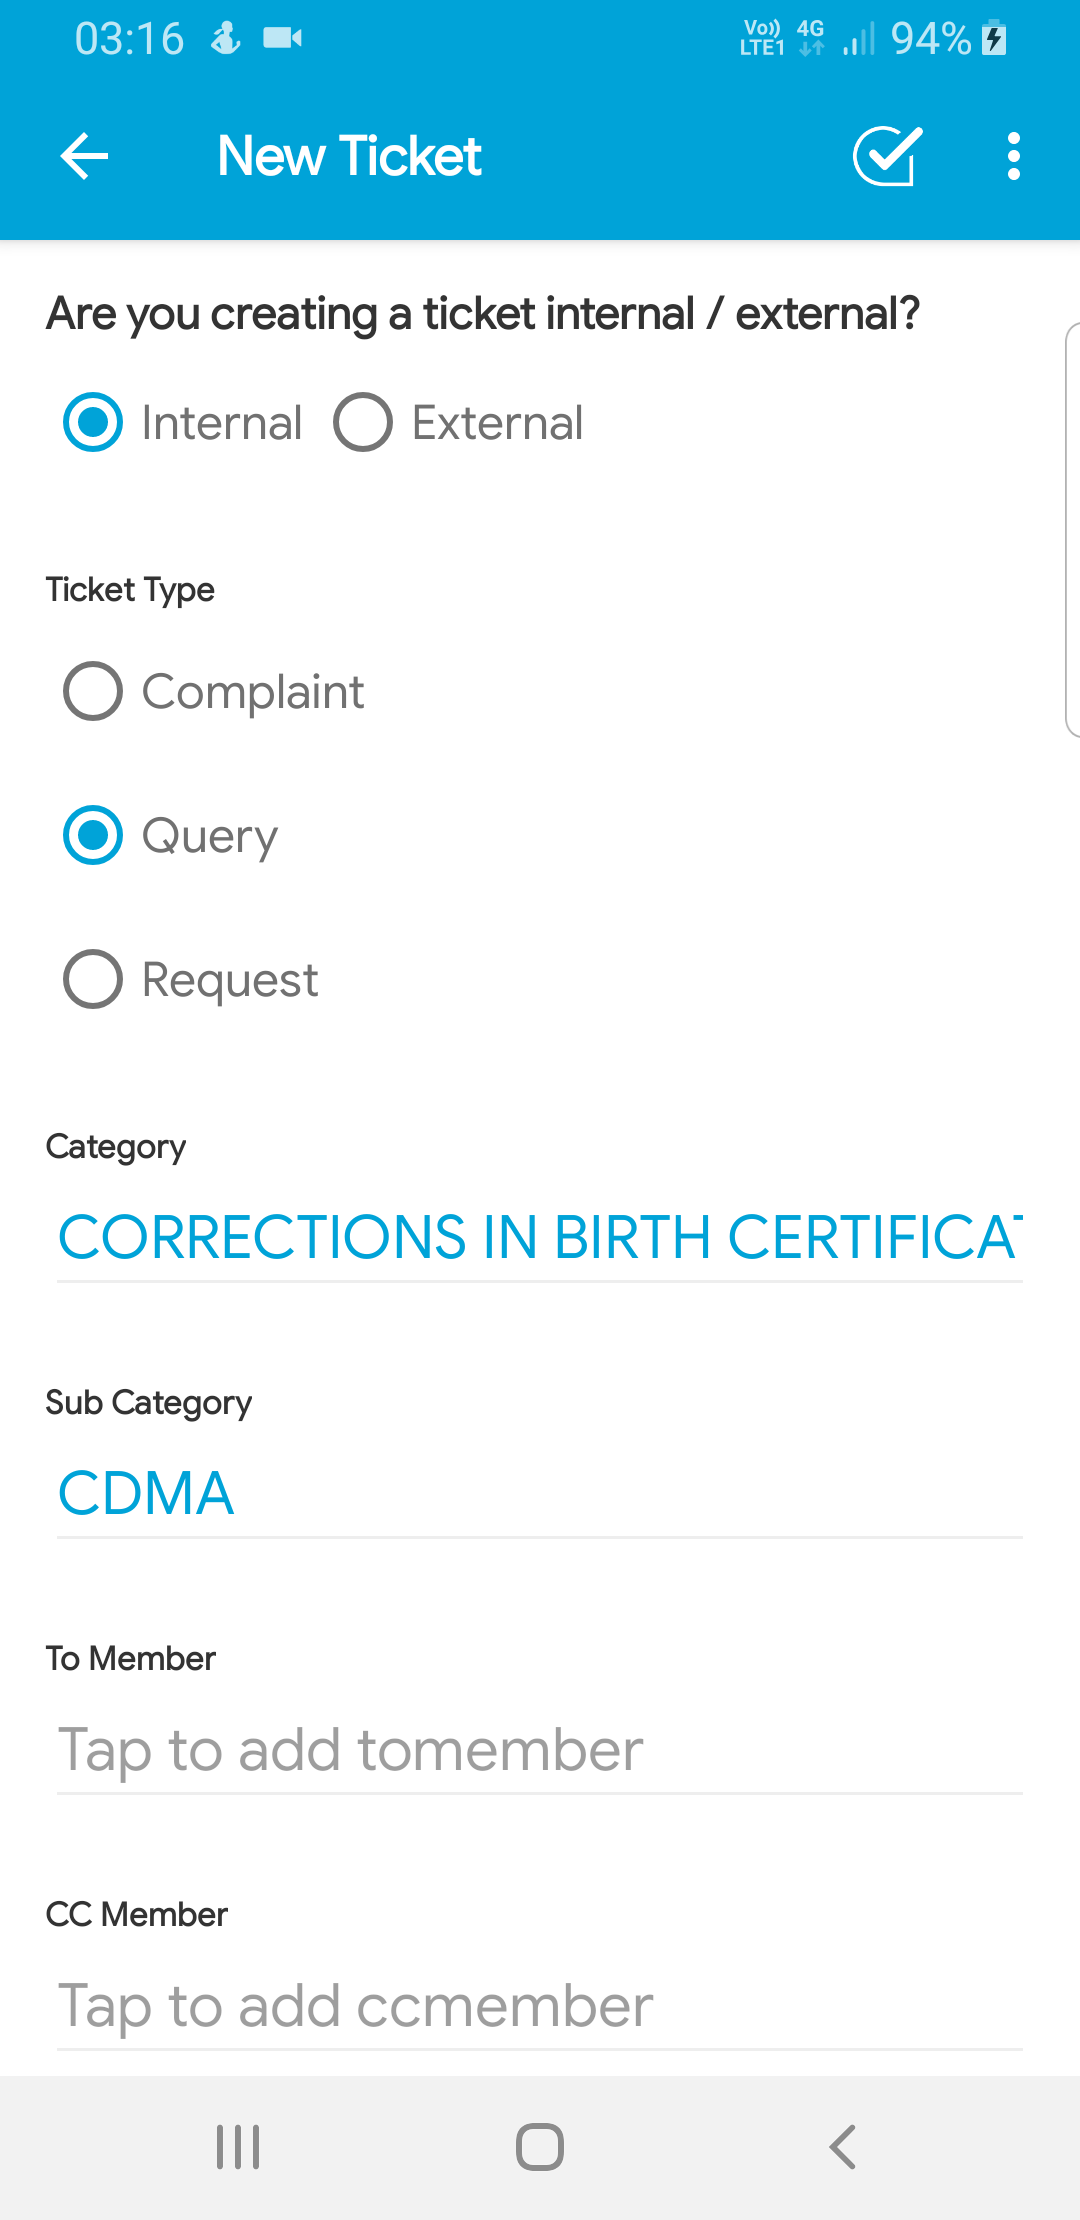 03:16 Vo)) 4G LTE1 94%
New Ticket
Are you creating a ticket internal / external?
Internal External
Ticket Type
Complaint
Query
Request
Category
CORRECTIONS IN BIRTH CERTIFICAT
Sub Category
CDMA
To Member
Tap to add tomember
CC Member
Tap to add ccmember